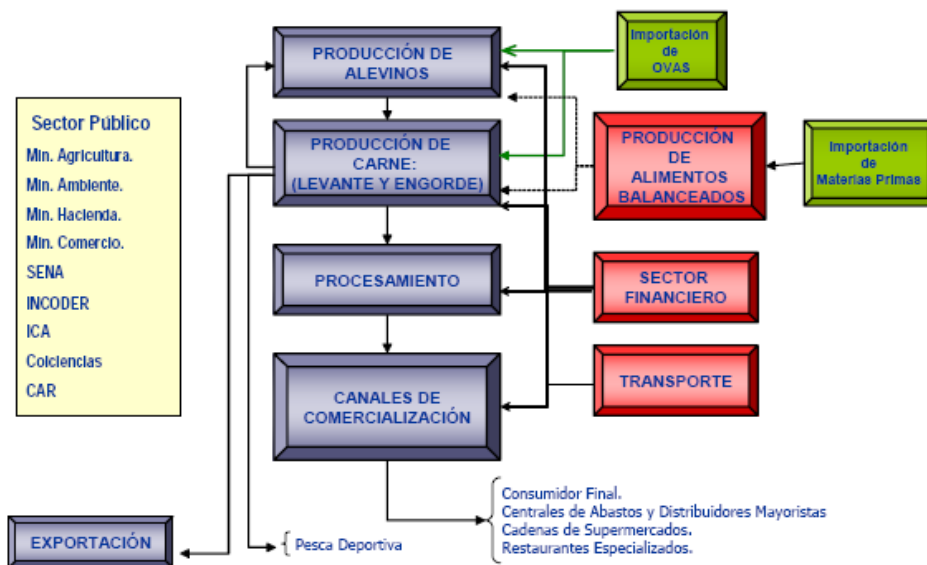 PRODUCCIÓN DE
ALEVINOS
Importación
de
OVAS
Sector Público
Min. Agricultura.
Min. Ambiente.
Min. Hacienda.
Min. Comercio.
SENA
INCODER
ICA
Colciencias
CAR
PRODUCCIÓN DE
CARNE:
(LEVANTE Y ENGORDE)
PRODUCCIÓN
DE
ALIMENTOS
BALANCEADOS
Importación
de
Materias Primas
PROCESAMIENTO
SECTOR
FINANCIERO
CANALES DE
COMERCIALIZACIÓN
TRANSPORTE
EXPORTACIÓN
Pesca Deportiva
Consumidor Final.
Centrales de Abastos y Distribuidores Mayoristas
Cadenas de Supermercados.
Restaurantes Especializados.